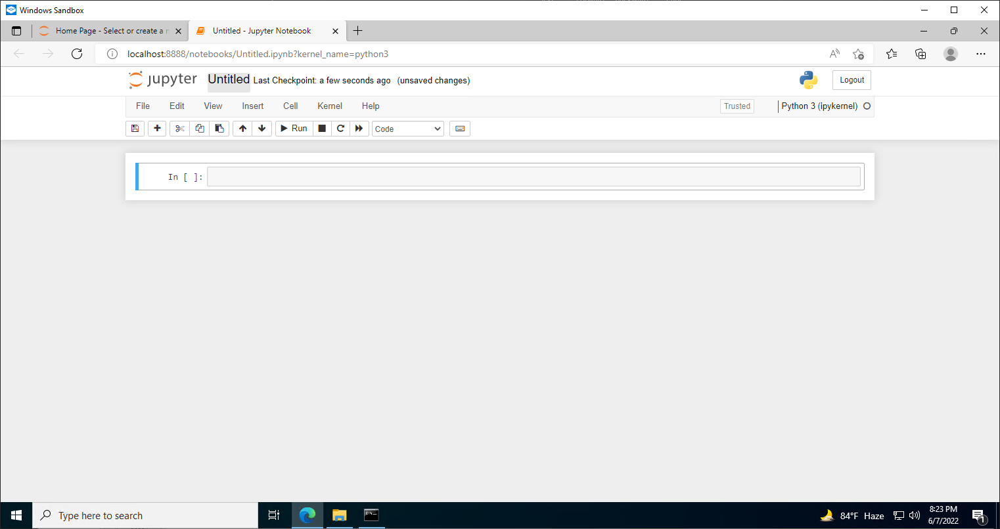 Windows Sandbox
Home Page - Select or create a n
Untitled - Jupyter Notebook
localhost:8888/notebooks/Untitled.ipynb?kernel_name=python3
jupyter Untitled Last Checkpoint: a few seconds ago (unsaved changes) Logout
File Edit View Insert Cell Kernel Help Trusted Python 3 (ipykernel)
Run Code
In [ ]:
Type here to search
84°F Haze
8:23 PM
6/7/2022
1